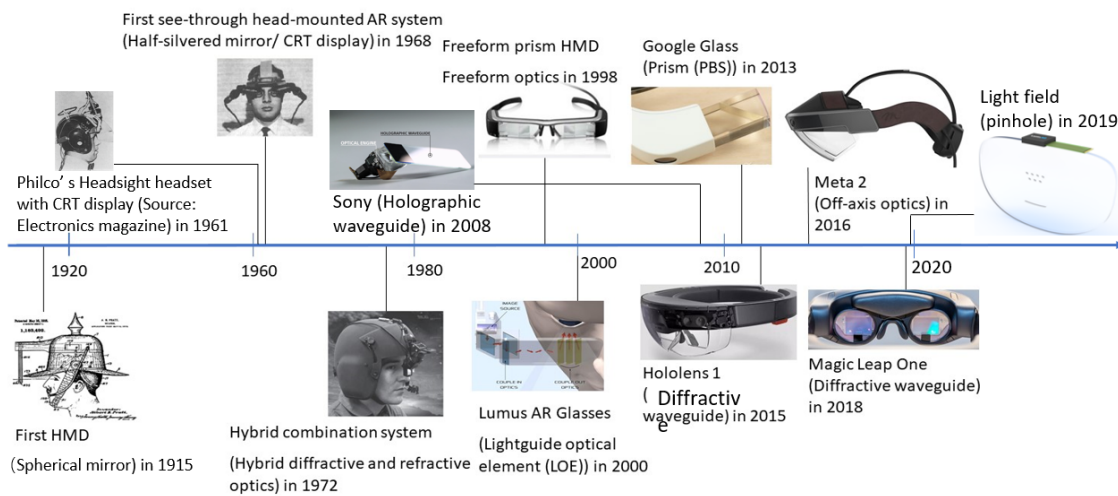 First see-through head-mounted AR system
(Half-silvered mirror/ CRT display) in 1968
Freeform prism HMD
Freeform optics in 1998
Google Glass
(Prism (PBS)) in 2013
Light field
(pinhole) in 2019
OPTICAL ENGINE
HOLOGRAPHIC WAVEGUIDE
Philco' s Headsight headset
with CRT display (Source:
Electronics magazine) in 1961
Sony (Holographic
waveguide) in 2008
Meta 2
(Off-axis optics) in
2016
1920
1960
1980
2000
2010
2020
IMAGE
SOURCE
COUPLE IN
OPTICS
COUPLE OUT
OPTICS
First HMD
(Spherical mirror) in 1915
Hybrid combination system
(Hybrid diffractive and refractive
optics) in 1972
Lumus AR Glasses
(Lightguide optical
element (LOE)) in 2000
Hololens 1
( Diffractiv
e
waveguide) in 2015
Magic Leap One
(Diffractive waveguide)
in 2018